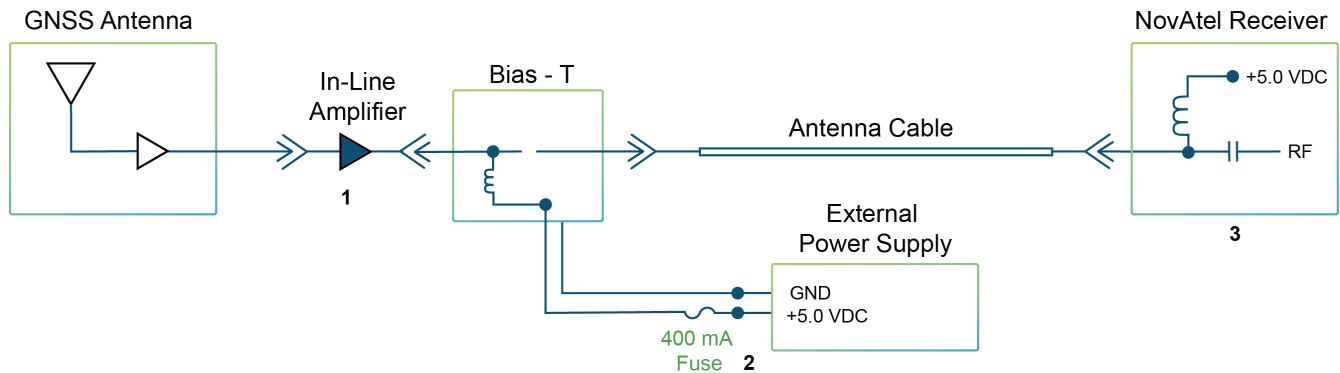 GNSS Antenna
In-Line
Amplifier
1
Bias - T
Antenna Cable
NovAtel Receiver
+5.0 VDC
RF
3
External
Power Supply
GND
+5.0 VDC
400 mA
Fuse
2